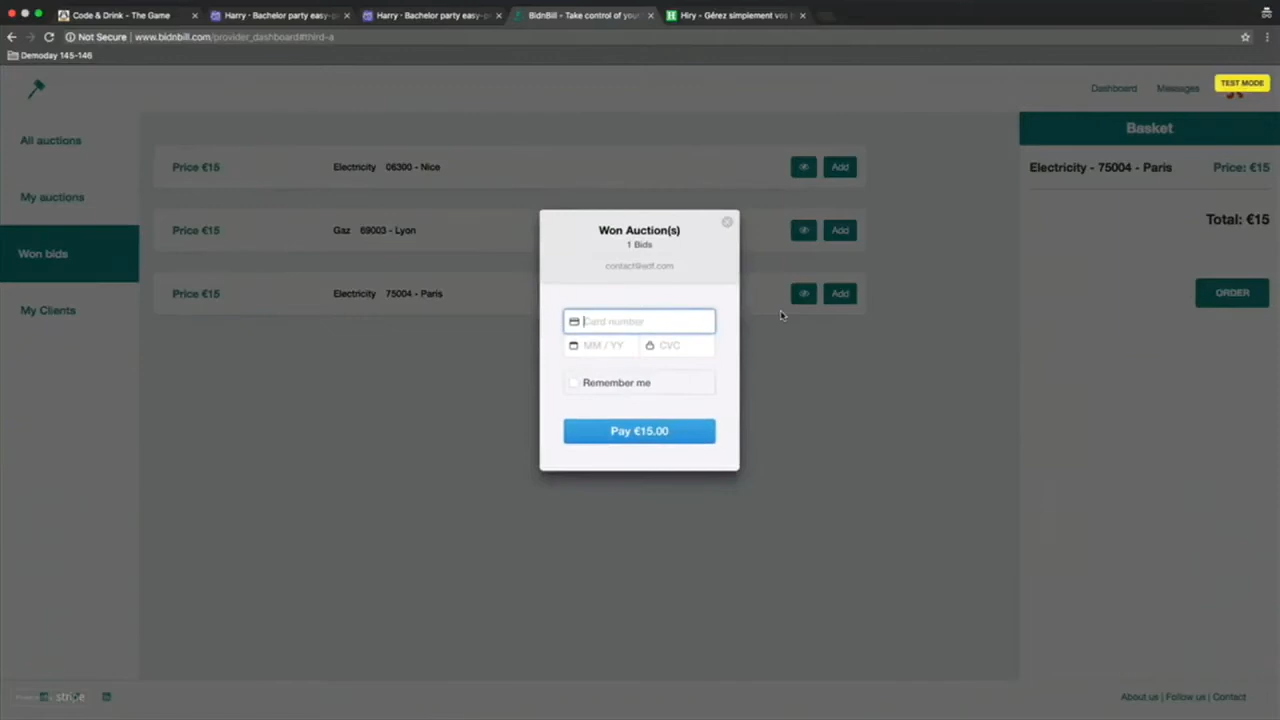 Code & Drink – The Game
Harry · Bachelor party easy-p
Harry · Bachelor party easy-p
BidnBill - Take control of your
Hiry - Gérez simplement vos
Not Secure | www.bidnbill.com/provider_dashboard#third-a
Demoday 145-146
Dashboard
Messages
TEST MODE
All auctions
My auctions
Won bids
My Clients
Price €15 Electricity 06300 - Nice Add
Price €15 Gaz 69003 - Lyon Add
Price €15 Electricity 75004 - Paris Add
Won Auction(s)
1 Bids
contact@edf.com
Card number
MM / YY CVC
Remember me
Pay €15.00
Basket
Electricity - 75004 - Paris Price: €15
Total: €15
ORDER
stripe
About us | Follow us | Contact